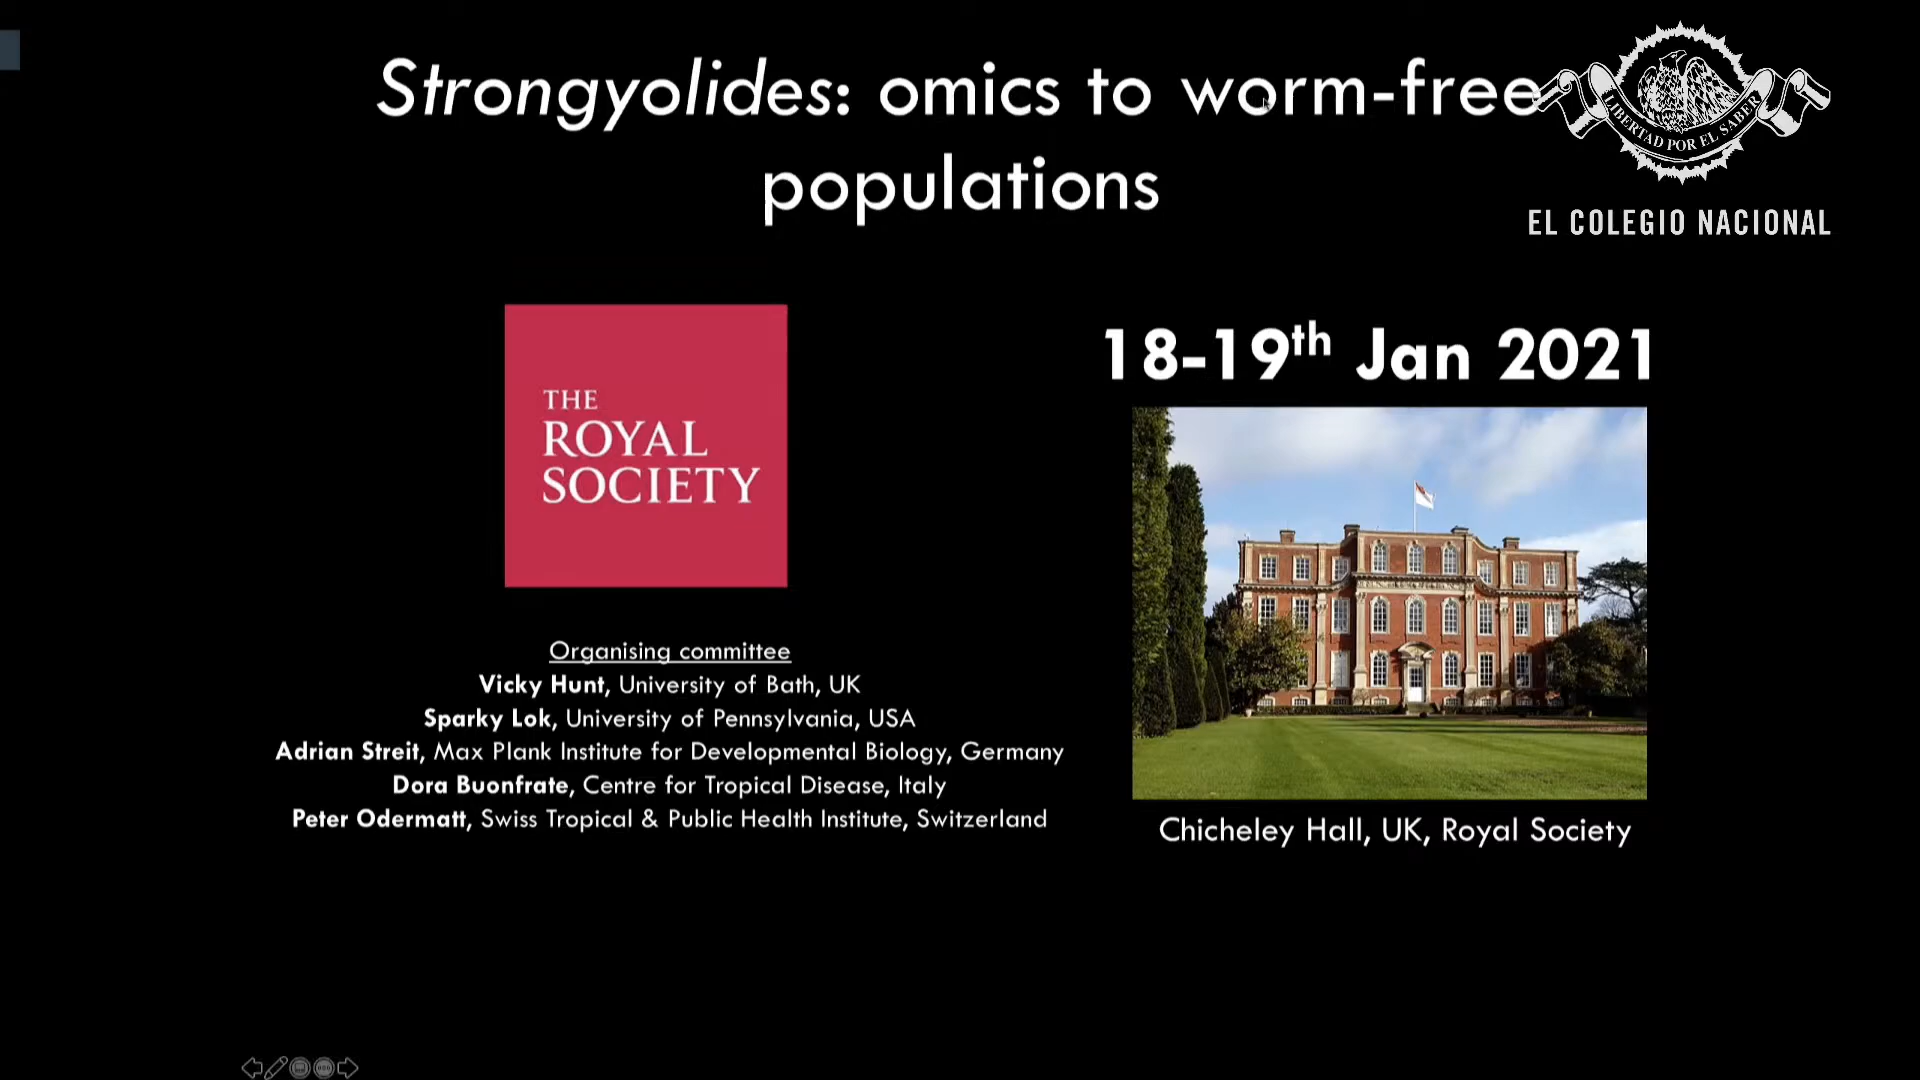 Strongyolides: omics to worm-free
populations
LIBERTAD POR EL SABER
EL COLEGIO NACIONAL
THE
ROYAL
SOCIETY
18-19th Jan 2021
Organising committee
Vicky Hunt, University of Bath, UK
Sparky Lok, University of Pennsylvania, USA
Adrian Streit, Max Plank Institute for Developmental Biology, Germany
Dora Buonfrate, Centre for Tropical Disease, Italy
Peter Odermatt, Swiss Tropical & Public Health Institute, Switzerland
Chicheley Hall, UK, Royal Society